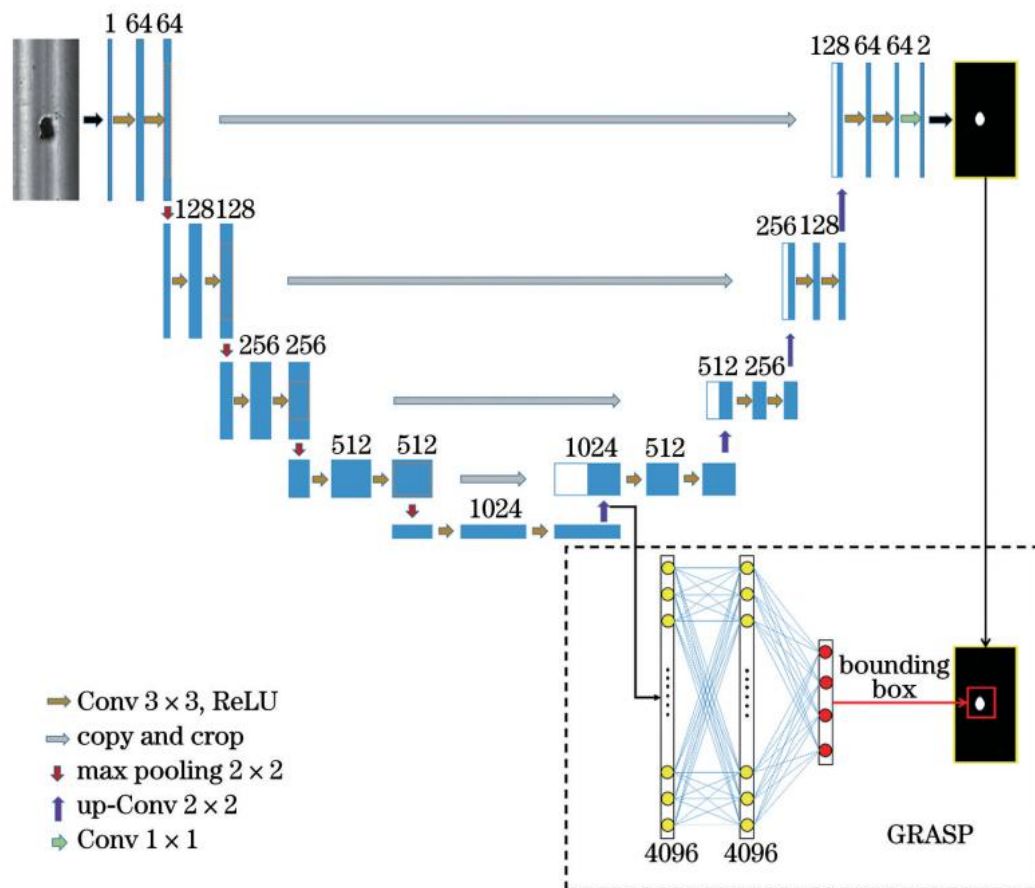 1 64 64
128 64 64 2
128 128
256 128
256 256
512 256
512 512
1024 512
1024
Conv 3 × 3, ReLU
copy and crop
max pooling 2 × 2
up-Conv 2 × 2
Conv 1 × 1
bounding
box
4096 4096
GRASP